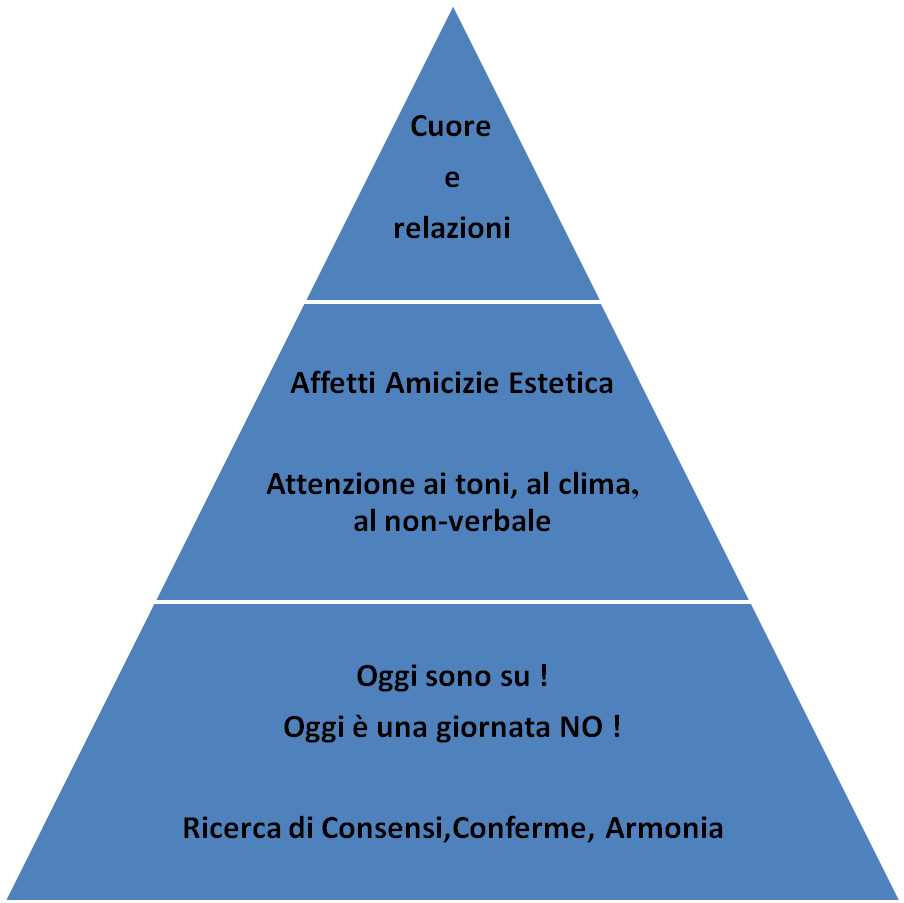 Cuore
e
relazioni
Affetti Amicizie Estetica
Attenzione ai toni, al clima,
al non-verbale
Oggi sono su !
Oggi è una giornata NO !
Ricerca di Consensi,Conferme, Armonia